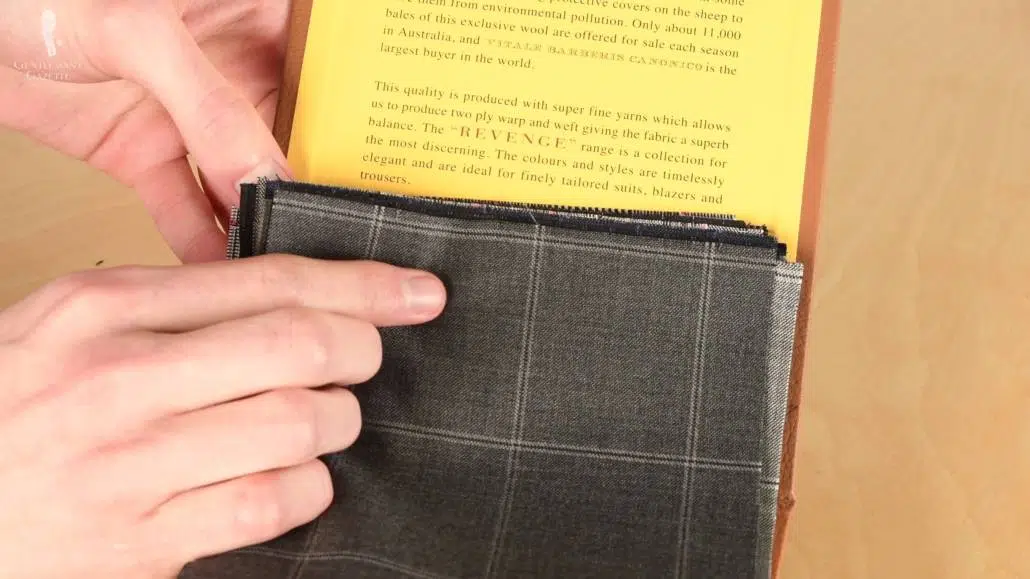 GENTLEMAN'S
GAZETTE
protective covers on the sheep to
them from environmental pollution. Only about 11,000
bales of this exclusive wool are offered for sale each season
in Australia, and VITALE BARBERIS CANONICO is the
largest buyer in the world.
This quality is produced with super fine yarns which allows
us to produce two ply warp and weft giving the fabric a superb
balance. The "REVENGE" range is a collection for
the most discerning. The colours and styles are timelessly
elegant and are ideal for finely tailored suits, blazers and
trousers.